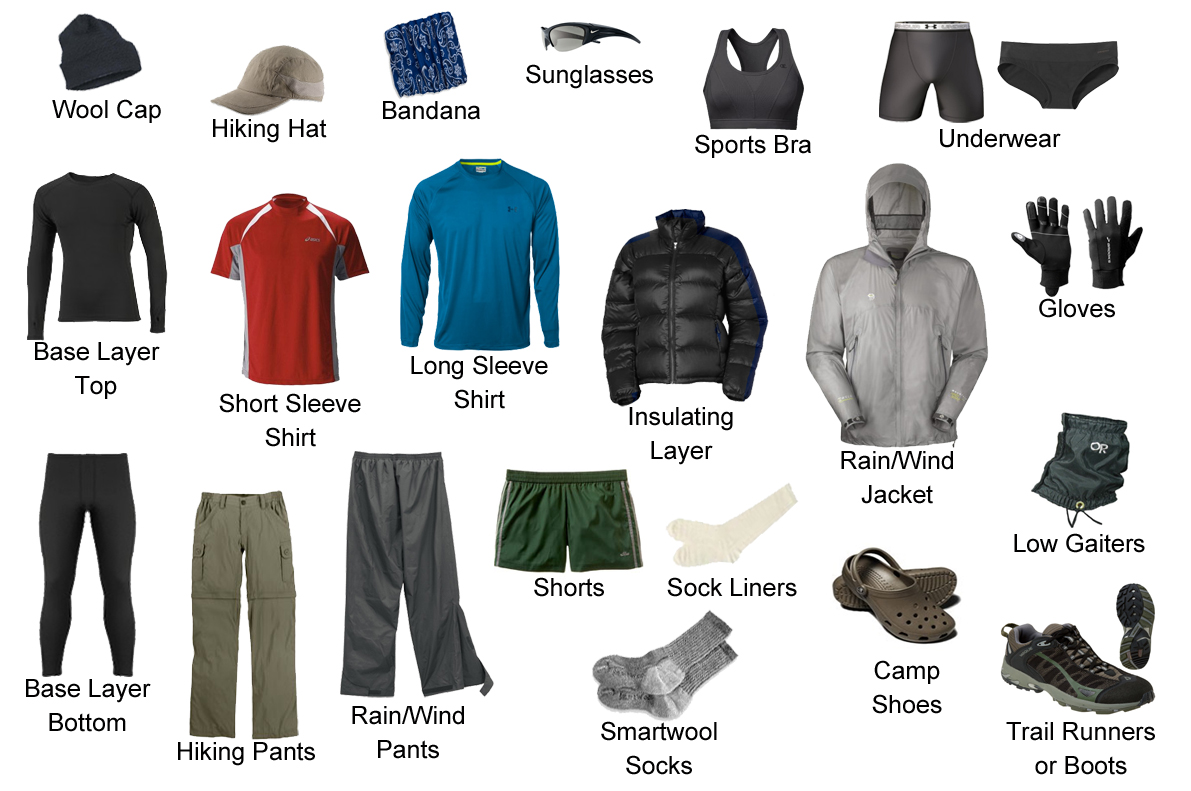 Wool Cap
Hiking Hat
Bandana
Sunglasses
Sports Bra
Underwear
Base Layer
Top
Short Sleeve
Shirt
Long Sleeve
Shirt
Insulating
Layer
Rain/Wind
Jacket
Gloves
OR
Low Gaiters
Base Layer
Bottom
Hiking Pants
Rain/Wind
Pants
Shorts
Sock Liners
Smartwool
Socks
Camp
Shoes
Trail Runners
or Boots